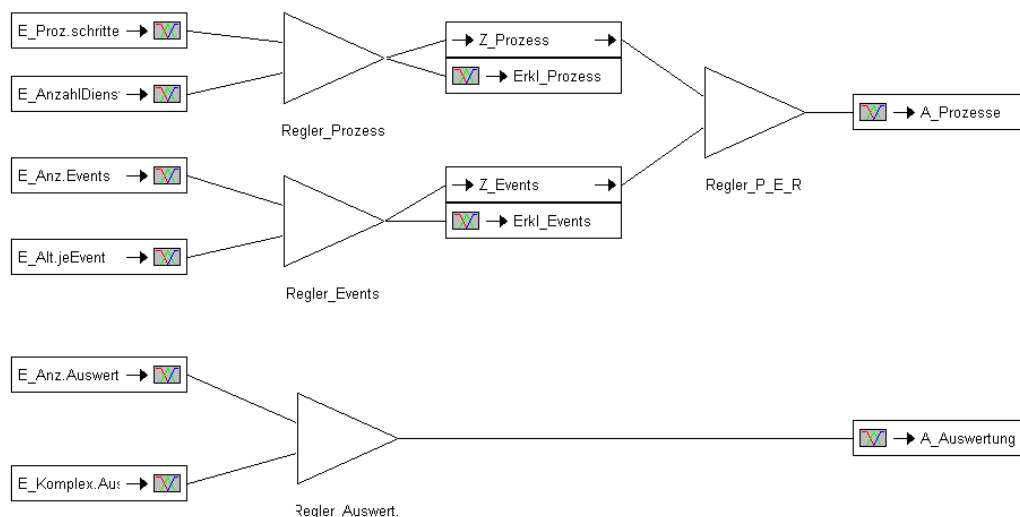 E_Proz.schritte
Z_Prozess
Erkl_Prozess
E_AnzahlDiens
Regler_Prozess
A_Prozesse
E_Anz.Events
Z_Events
Regler_P_E_R
Erkl_Events
E_Alt.jeEvent
Regler_Events
E_Anz.Auswert
A_Auswertung
E_Komplex.Aus
Regler_Auswert.